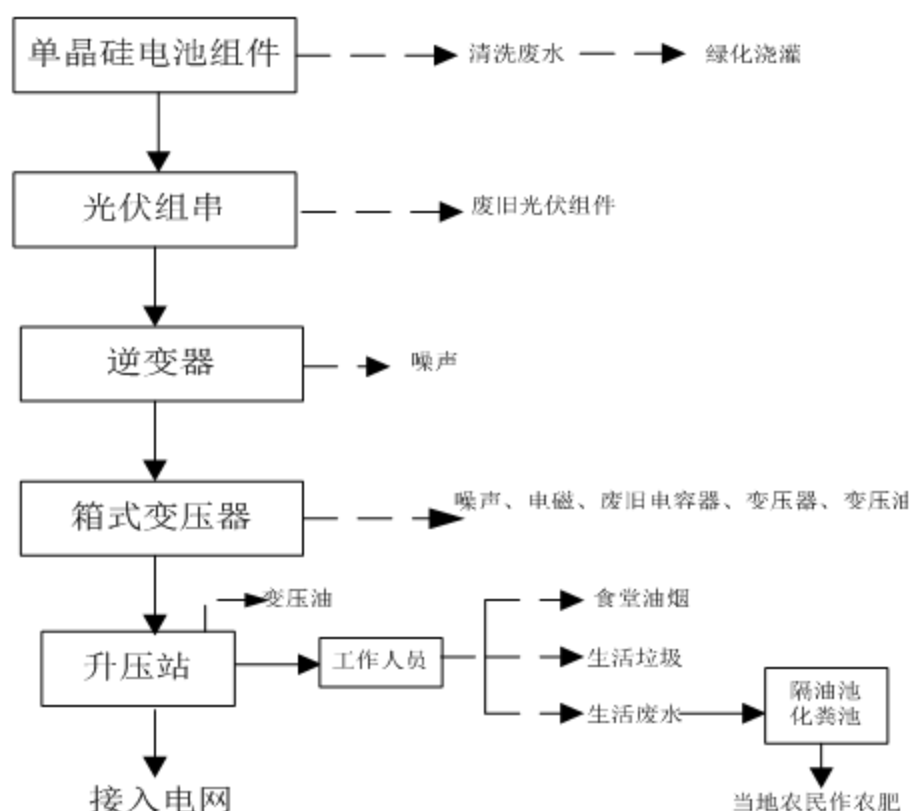 单晶硅电池组件
清洗废水
绿化浇灌
光伏组串
废旧光伏组件
逆变器
噪声
箱式变压器
噪声、电磁、废旧电容器、变压器、变压油
变压油
升压站
工作人员
食堂油烟
生活垃圾
生活废水
隔油池
化粪池
接入电网
当地农民作农肥